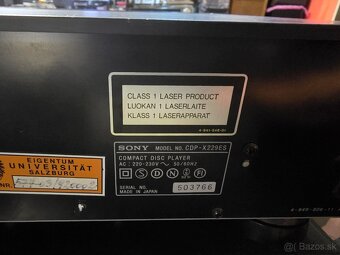 CLASS 1 LASER PRODUCT
LUOKAN 1 LASERLAITE
KLASS 1 LASERAPPARAT
SONY MODEL NO. CDP-X229ES
COMPACT DISC PLAYER
AC : 220-230V ~ 50/60HZ
SERIAL NO.
MADE IN JAPAN
503766
EIGENTUM
UNIVERSITÄT
SALZBURG
NR.
bazos.sk